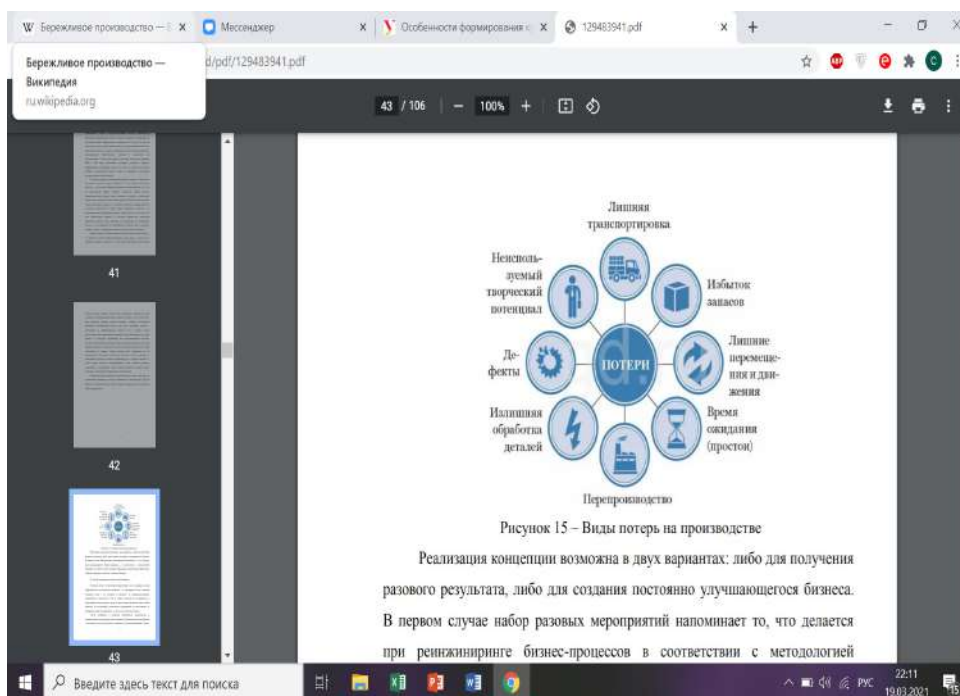 Бережливое производство —
Мессенджер
Особенности формирования с
129483941.pdf
Бережливое производство —
Википедия
ru.wikipedia.org
d/pdf/129483941.pdf
43 / 106
100%
Лишняя
транспортировка
Неисполь-
зуемый
творческий
потенциал
Избыток
запасов
Де-
фекты
ПОТЕРИ
Лишние
перемеще-
ния и дви-
жения
Излишняя
обработка
деталей
Время
ожидания
(простои)
Перепроизводство
Рисунок 15 – Виды потерь на производстве
Реализация концепции возможна в двух вариантах: либо для получения
разового результата, либо для создания постоянно улучшающегося бизнеса.
В первом случае набор разовых мероприятий напоминает то, что делается
при реинжиниринге бизнес-процессов в соответствии с методологией
41
42
43
Введите здесь текст для поиска
РУС
22:11
19.03.2021